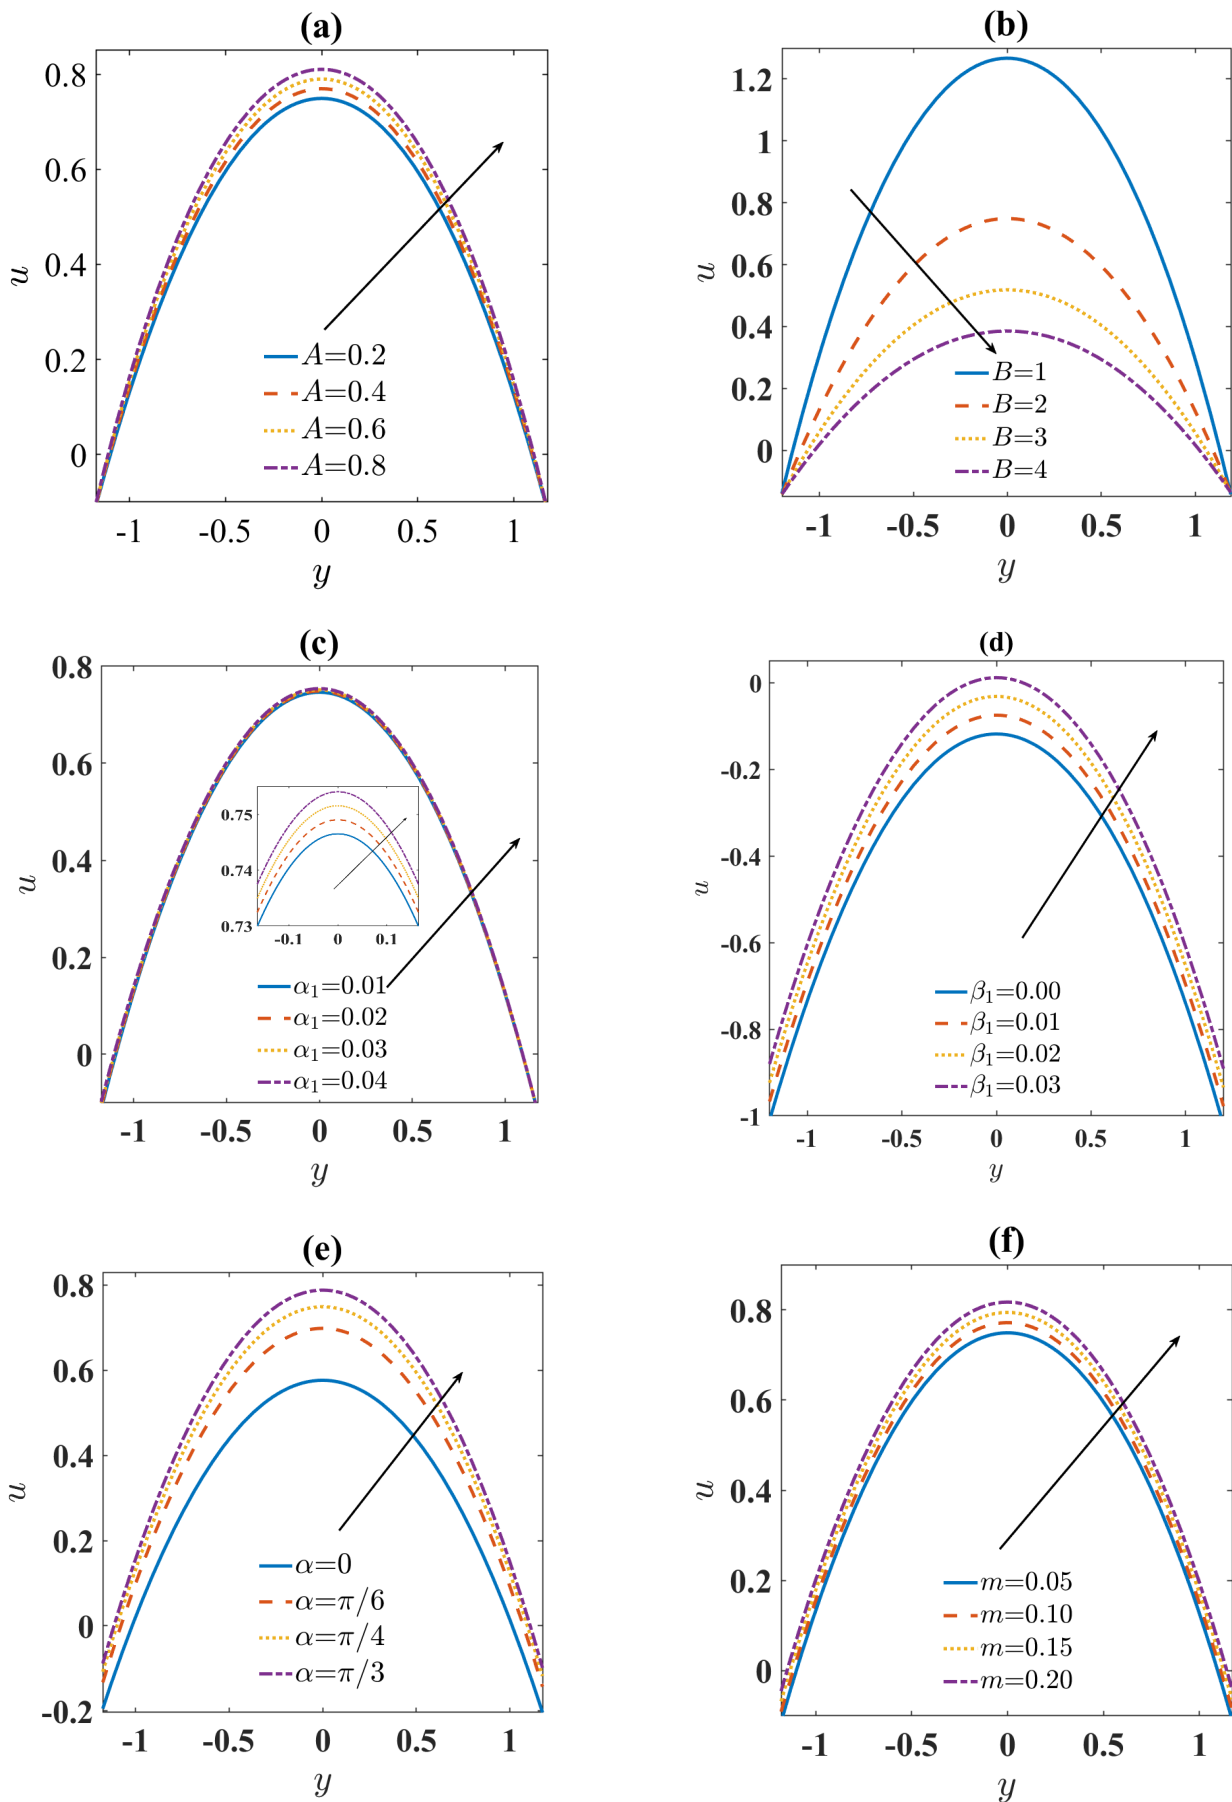 (a)
0.8
0.6
0.4
0.2
0
u
A=0.2
A=0.4
A=0.6
A=0.8
-1 -0.5 0 0.5 1
y
(b)
1.2
1
0.8
0.6
0.4
0.2
0
u
B=1
B=2
B=3
B=4
-1 -0.5 0 0.5 1
y
(c)
0.8
0.6
0.4
0.2
0
u
0.75
0.74
0.73
-0.1 0 0.1
α₁=0.01
α₁=0.02
α₁=0.03
α₁=0.04
-1 -0.5 0 0.5 1
y
(d)
0
-0.2
-0.4
-0.6
-0.8
-1
u
β₁=0.00
β₁=0.01
β₁=0.02
β₁=0.03
-1 -0.5 0 0.5 1
y
(e)
0.8
0.6
0.4
0.2
0
-0.2
u
α=0
α=π/6
α=π/4
α=π/3
-1 -0.5 0 0.5 1
y
(f)
0.8
0.6
0.4
0.2
0
u
m=0.05
m=0.10
m=0.15
m=0.20
-1 -0.5 0 0.5 1
y